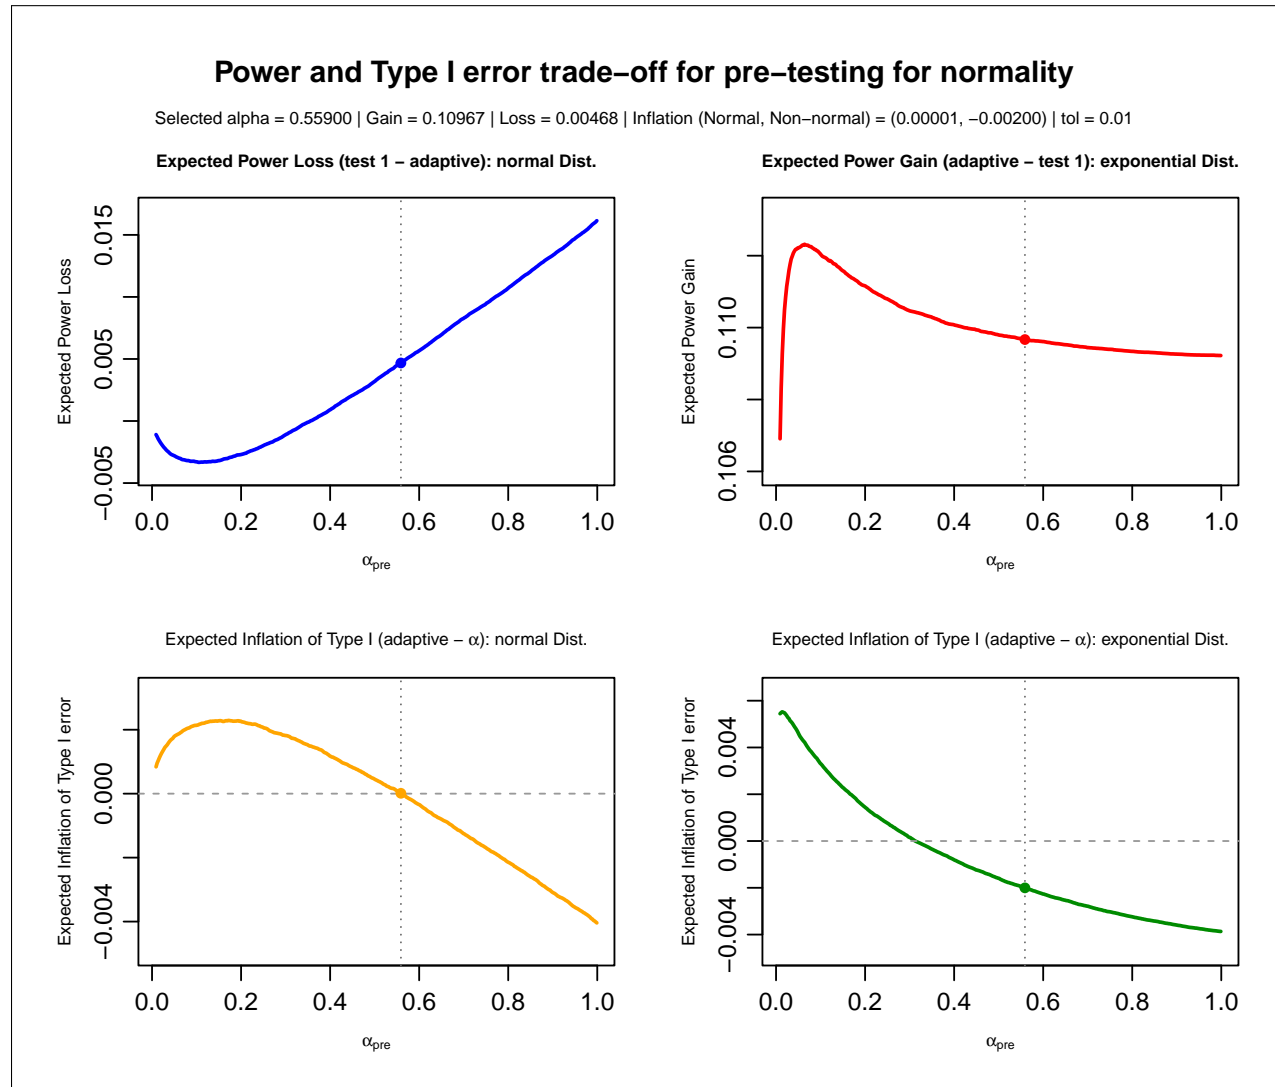 Power and Type I error trade−off for pre−testing for normality
Selected alpha = 0.55900 | Gain = 0.10967 | Loss = 0.00468 | Inflation (Normal, Non−normal) = (0.00001, −0.00200) | tol = 0.01
Expected Power Loss (test 1 − adaptive): normal Dist.
Expected Power Loss
0.015
0.005
−0.005
0.0 0.2 0.4 0.6 0.8 1.0
αpre
Expected Power Gain (adaptive − test 1): exponential Dist.
Expected Power Gain
0.110
0.106
0.0 0.2 0.4 0.6 0.8 1.0
αpre
Expected Inflation of Type I (adaptive − α): normal Dist.
Expected Inflation of Type I error
0.000
−0.004
0.0 0.2 0.4 0.6 0.8 1.0
αpre
Expected Inflation of Type I (adaptive − α): exponential Dist.
Expected Inflation of Type I error
0.004
0.000
−0.004
0.0 0.2 0.4 0.6 0.8 1.0
αpre